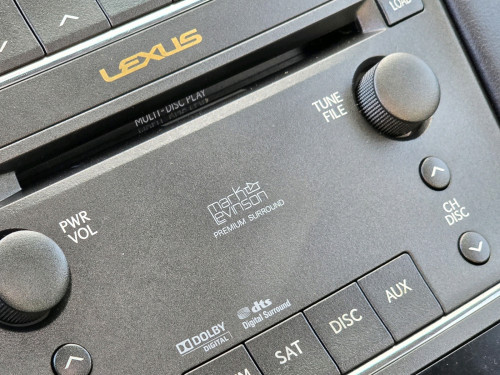 LOAD
LEXUS
MULTI-DISC PLAY
TUNE
FILE
mark
levinson
PREMIUM SURROUND
PWR
VOL
CH
DISC
DOLBY
DIGITAL
dts
Digital Surround
SAT
DISC
AUX